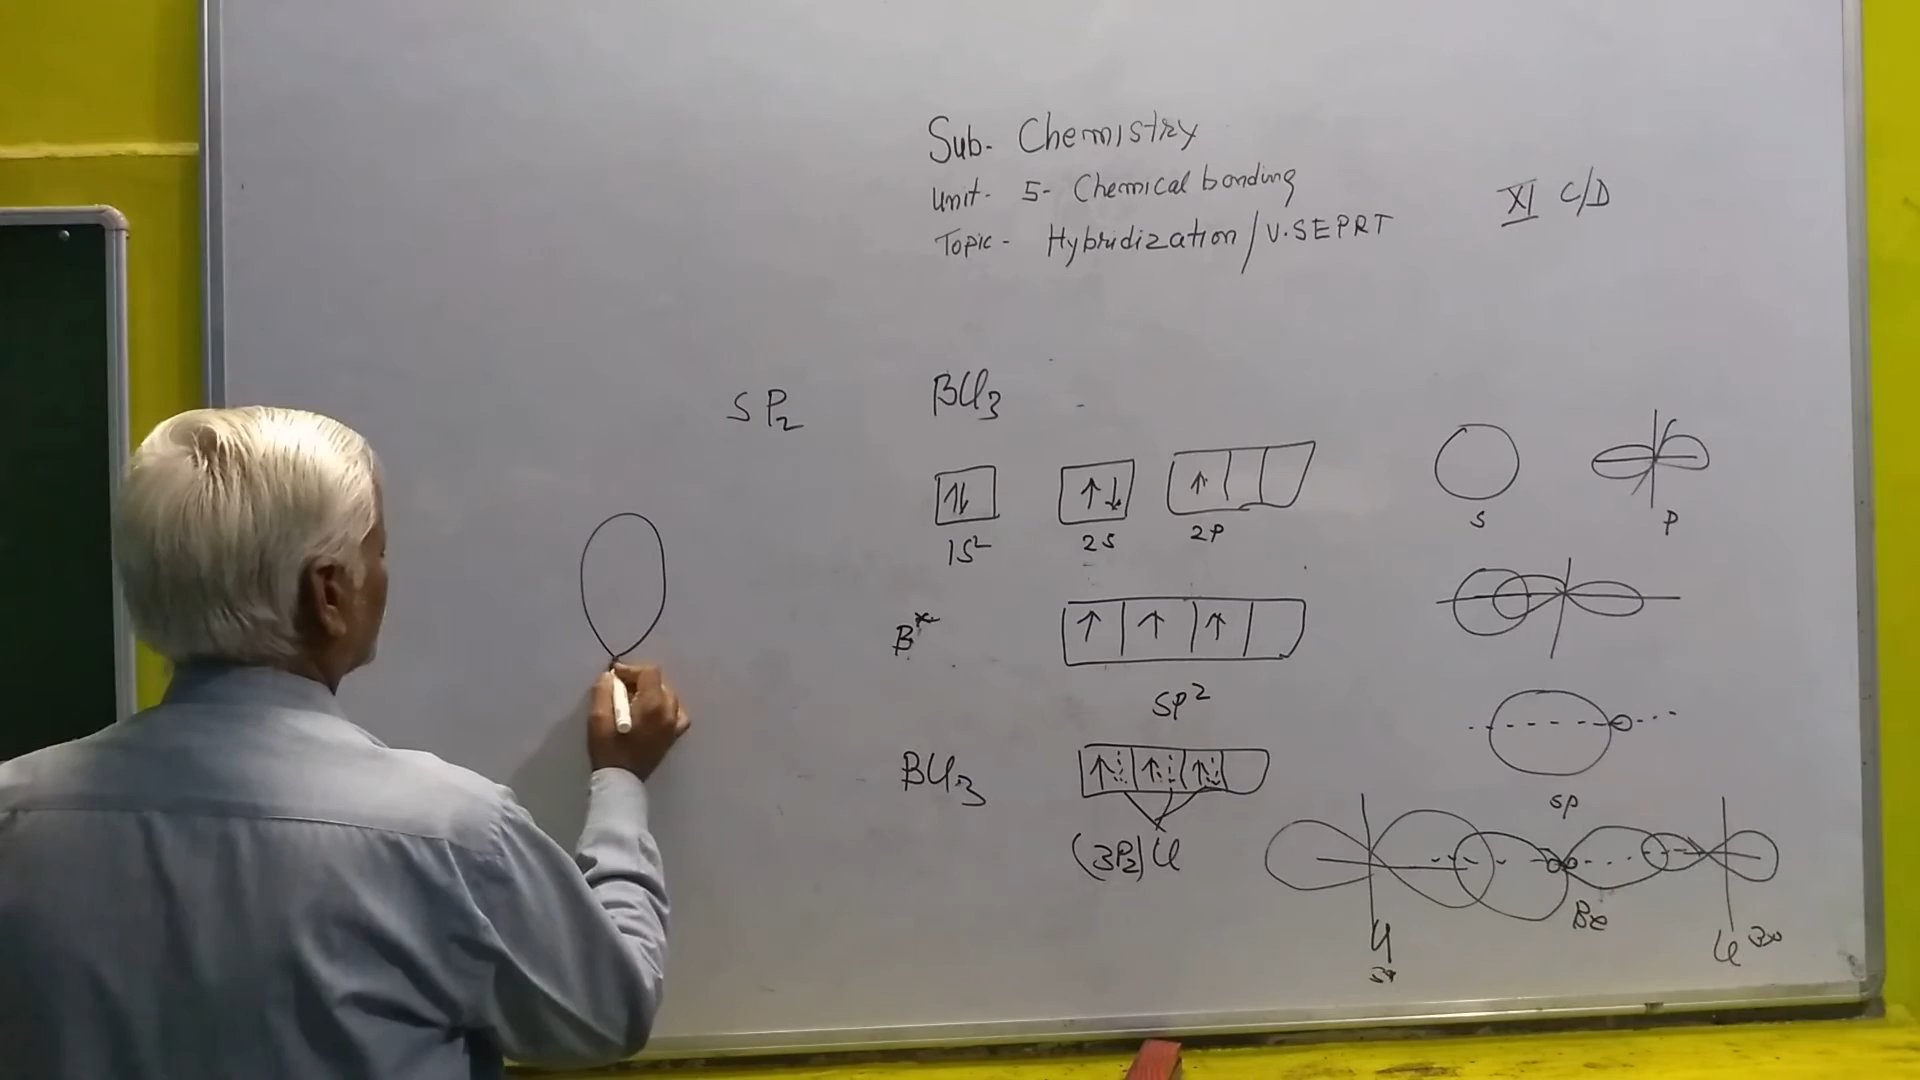 Sub. Chemistry
Unit - 5 - Chemical bonding
Topic - Hybridization / V.SEPRT
XI C/D
SP₂
BCl₃
↑↓ ↑↓ ↑
1S² 2S 2P
S P
B* ↑ ↑ ↑
SP²
SP
BCl₃ ↑ ↑ ↑
(3P₂) Cl
Cl Be Cl